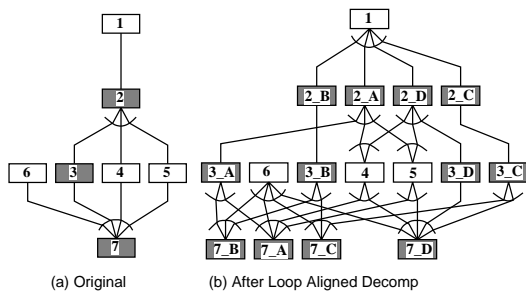 1
1
2
2_B 2_A 2_D 2_C
6 3 4 5
3_A 6 3_B 4 5 3_D 3_C
7
7_B 7_A 7_C 7_D
(a) Original
(b) After Loop Aligned Decomp